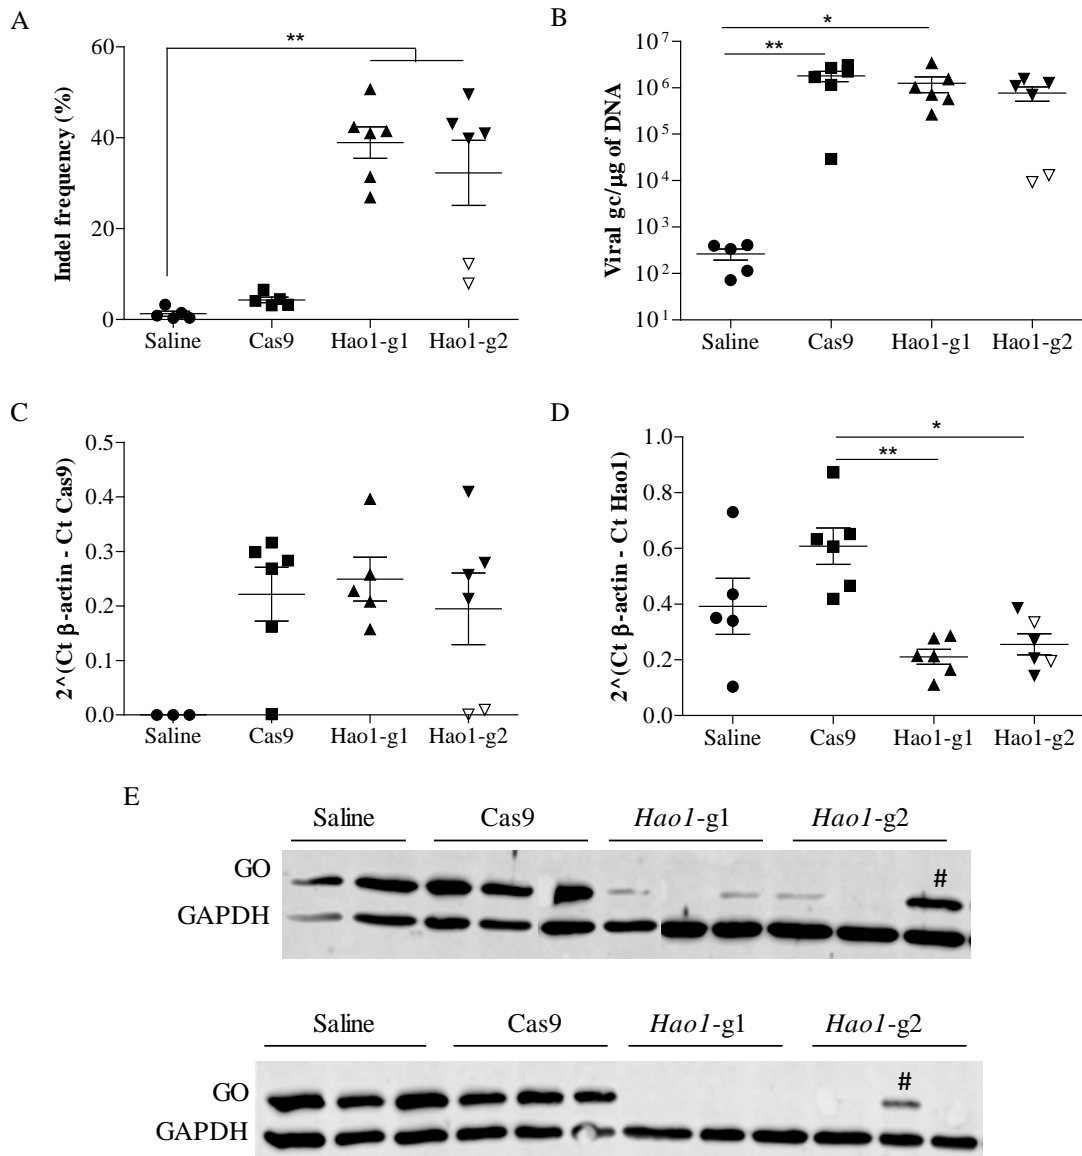 A
Indel frequency (%)
60
40
20
0
**
Saline Cas9 Hao1-g1 Hao1-g2
B
Viral gc/µg of DNA
10^7
10^6
10^5
10^4
10^3
10^2
10^1
*
**
Saline Cas9 Hao1-g1 Hao1-g2
C
2^(Ct β-actin - Ct Cas9)
0.5
0.4
0.3
0.2
0.1
0.0
Saline Cas9 Hao1-g1 Hao1-g2
D
2^(Ct β-actin - Ct Hao1)
1.0
0.8
0.6
0.4
0.2
0.0
*
**
Saline Cas9 Hao1-g1 Hao1-g2
E
Saline Cas9 Hao1-g1 Hao1-g2
GO
#
GAPDH
Saline Cas9 Hao1-g1 Hao1-g2
GO
#
GAPDH